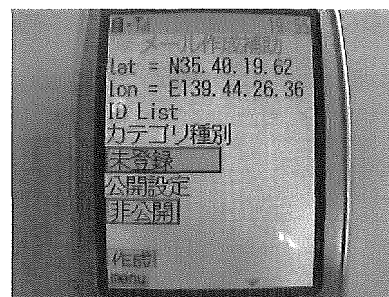 メール作成補助
lat = N35.40.19.62
lon = E139.44.26.36
ID List
カテゴリ種別
未登録
公開設定
非公開
作成
menu